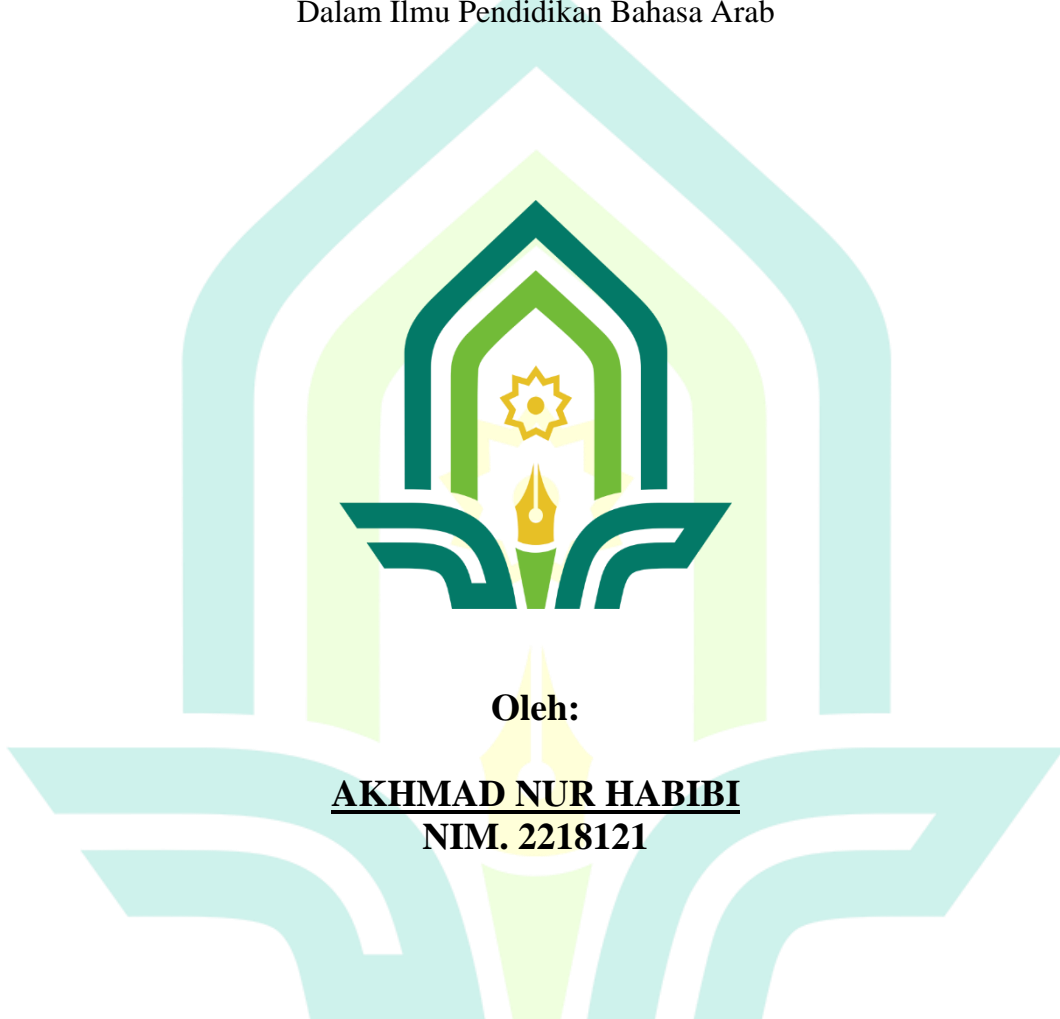 Dalam Ilmu Pendidikan Bahasa Arab
Oleh:
AKHMAD NUR HABIBI
NIM. 2218121